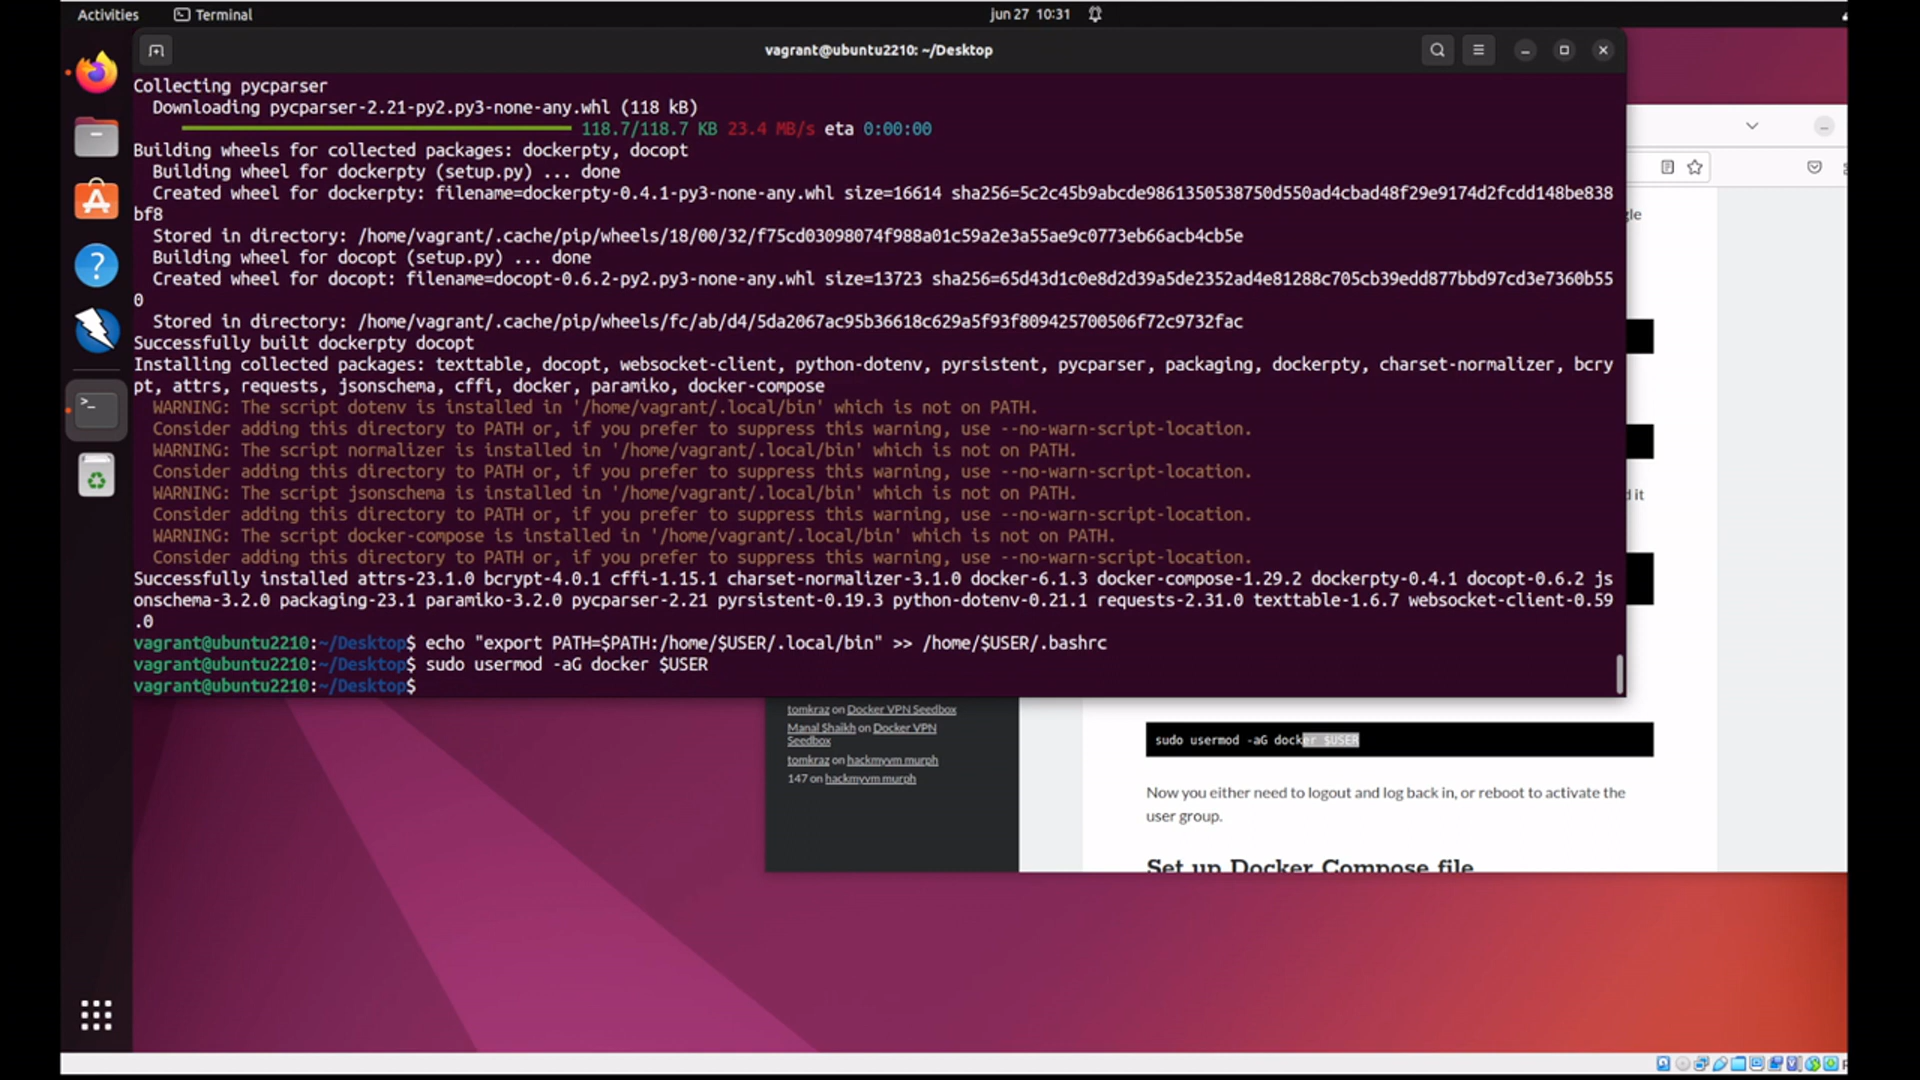 Activities
Terminal
jun 27 10:31
vagrant@ubuntu2210: ~/Desktop
Collecting pycparser
Downloading pycparser-2.21-py2.py3-none-any.whl (118 kB)
118.7/118.7 KB 23.4 MB/s eta 0:00:00
Building wheels for collected packages: dockerpty, docopt
Building wheel for dockerpty (setup.py) ... done
Created wheel for dockerpty: filename=dockerpty-0.4.1-py3-none-any.whl size=16614 sha256=5c2c45b9abcde9861350538750d550ad4cbad48f29e9174d2fcdd148be838
bf8
Stored in directory: /home/vagrant/.cache/pip/wheels/18/00/32/f75cd03098074f988a01c59a2e3a55ae9c0773eb66acb4cb5e
Building wheel for docopt (setup.py) ... done
Created wheel for docopt: filename=docopt-0.6.2-py2.py3-none-any.whl size=13723 sha256=65d43d1c0e8d2d39a5de2352ad4e81288c705cb39edd877bbd97cd3e7360b55
0
Stored in directory: /home/vagrant/.cache/pip/wheels/fc/ab/d4/5da2067ac95b36618c629a5f93f809425700506f72c9732fac
Successfully built dockerpty docopt
Installing collected packages: texttable, docopt, websocket-client, python-dotenv, pyrsistent, pycparser, packaging, dockerpty, charset-normalizer, bcry
pt, attrs, requests, jsonschema, cffi, docker, paramiko, docker-compose
WARNING: The script dotenv is installed in '/home/vagrant/.local/bin' which is not on PATH.
Consider adding this directory to PATH or, if you prefer to suppress this warning, use --no-warn-script-location.
WARNING: The script normalizer is installed in '/home/vagrant/.local/bin' which is not on PATH.
Consider adding this directory to PATH or, if you prefer to suppress this warning, use --no-warn-script-location.
WARNING: The script jsonschema is installed in '/home/vagrant/.local/bin' which is not on PATH.
Consider adding this directory to PATH or, if you prefer to suppress this warning, use --no-warn-script-location.
WARNING: The script docker-compose is installed in '/home/vagrant/.local/bin' which is not on PATH.
Consider adding this directory to PATH or, if you prefer to suppress this warning, use --no-warn-script-location.
Successfully installed attrs-23.1.0 bcrypt-4.0.1 cffi-1.15.1 charset-normalizer-3.1.0 docker-6.1.3 docker-compose-1.29.2 dockerpty-0.4.1 docopt-0.6.2 js
onschema-3.2.0 packaging-23.1 paramiko-3.2.0 pycparser-2.21 pyrsistent-0.19.3 python-dotenv-0.21.1 requests-2.31.0 texttable-1.6.7 websocket-client-0.59
.0
vagrant@ubuntu2210:~/Desktop$ echo "export PATH=$PATH:/home/$USER/.local/bin" >> /home/$USER/.bashrc
vagrant@ubuntu2210:~/Desktop$ sudo usermod -aG docker $USER
vagrant@ubuntu2210:~/Desktop$
tomkraz on Docker VPN Seedbox
Manal Shaikh on Docker VPN
Seedbox
tomkraz on hackmyvm murph
147 on hackmyvm murph
sudo usermod -aG docker $USER
Now you either need to logout and log back in, or reboot to activate the
user group.
Set up Docker Compose file